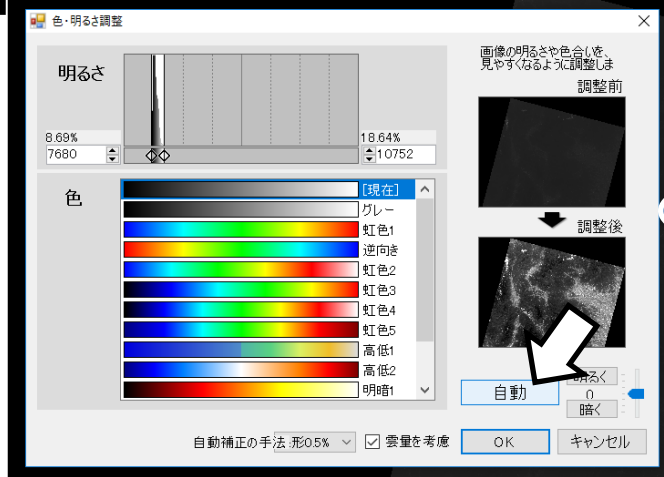 色・明るさ調整
画像の明るさや色合いを、
見やすくなるように調整しま
明るさ
調整前
8.69%
18.64%
7680
10752
色
[現在]
グレー
虹色1
逆向き
虹色2
虹色3
虹色4
虹色5
高低1
高低2
明暗1
調整後
自動
明るく
0
暗く
自動補正の手法
形0.5%
雲量を考慮
OK
キャンセル